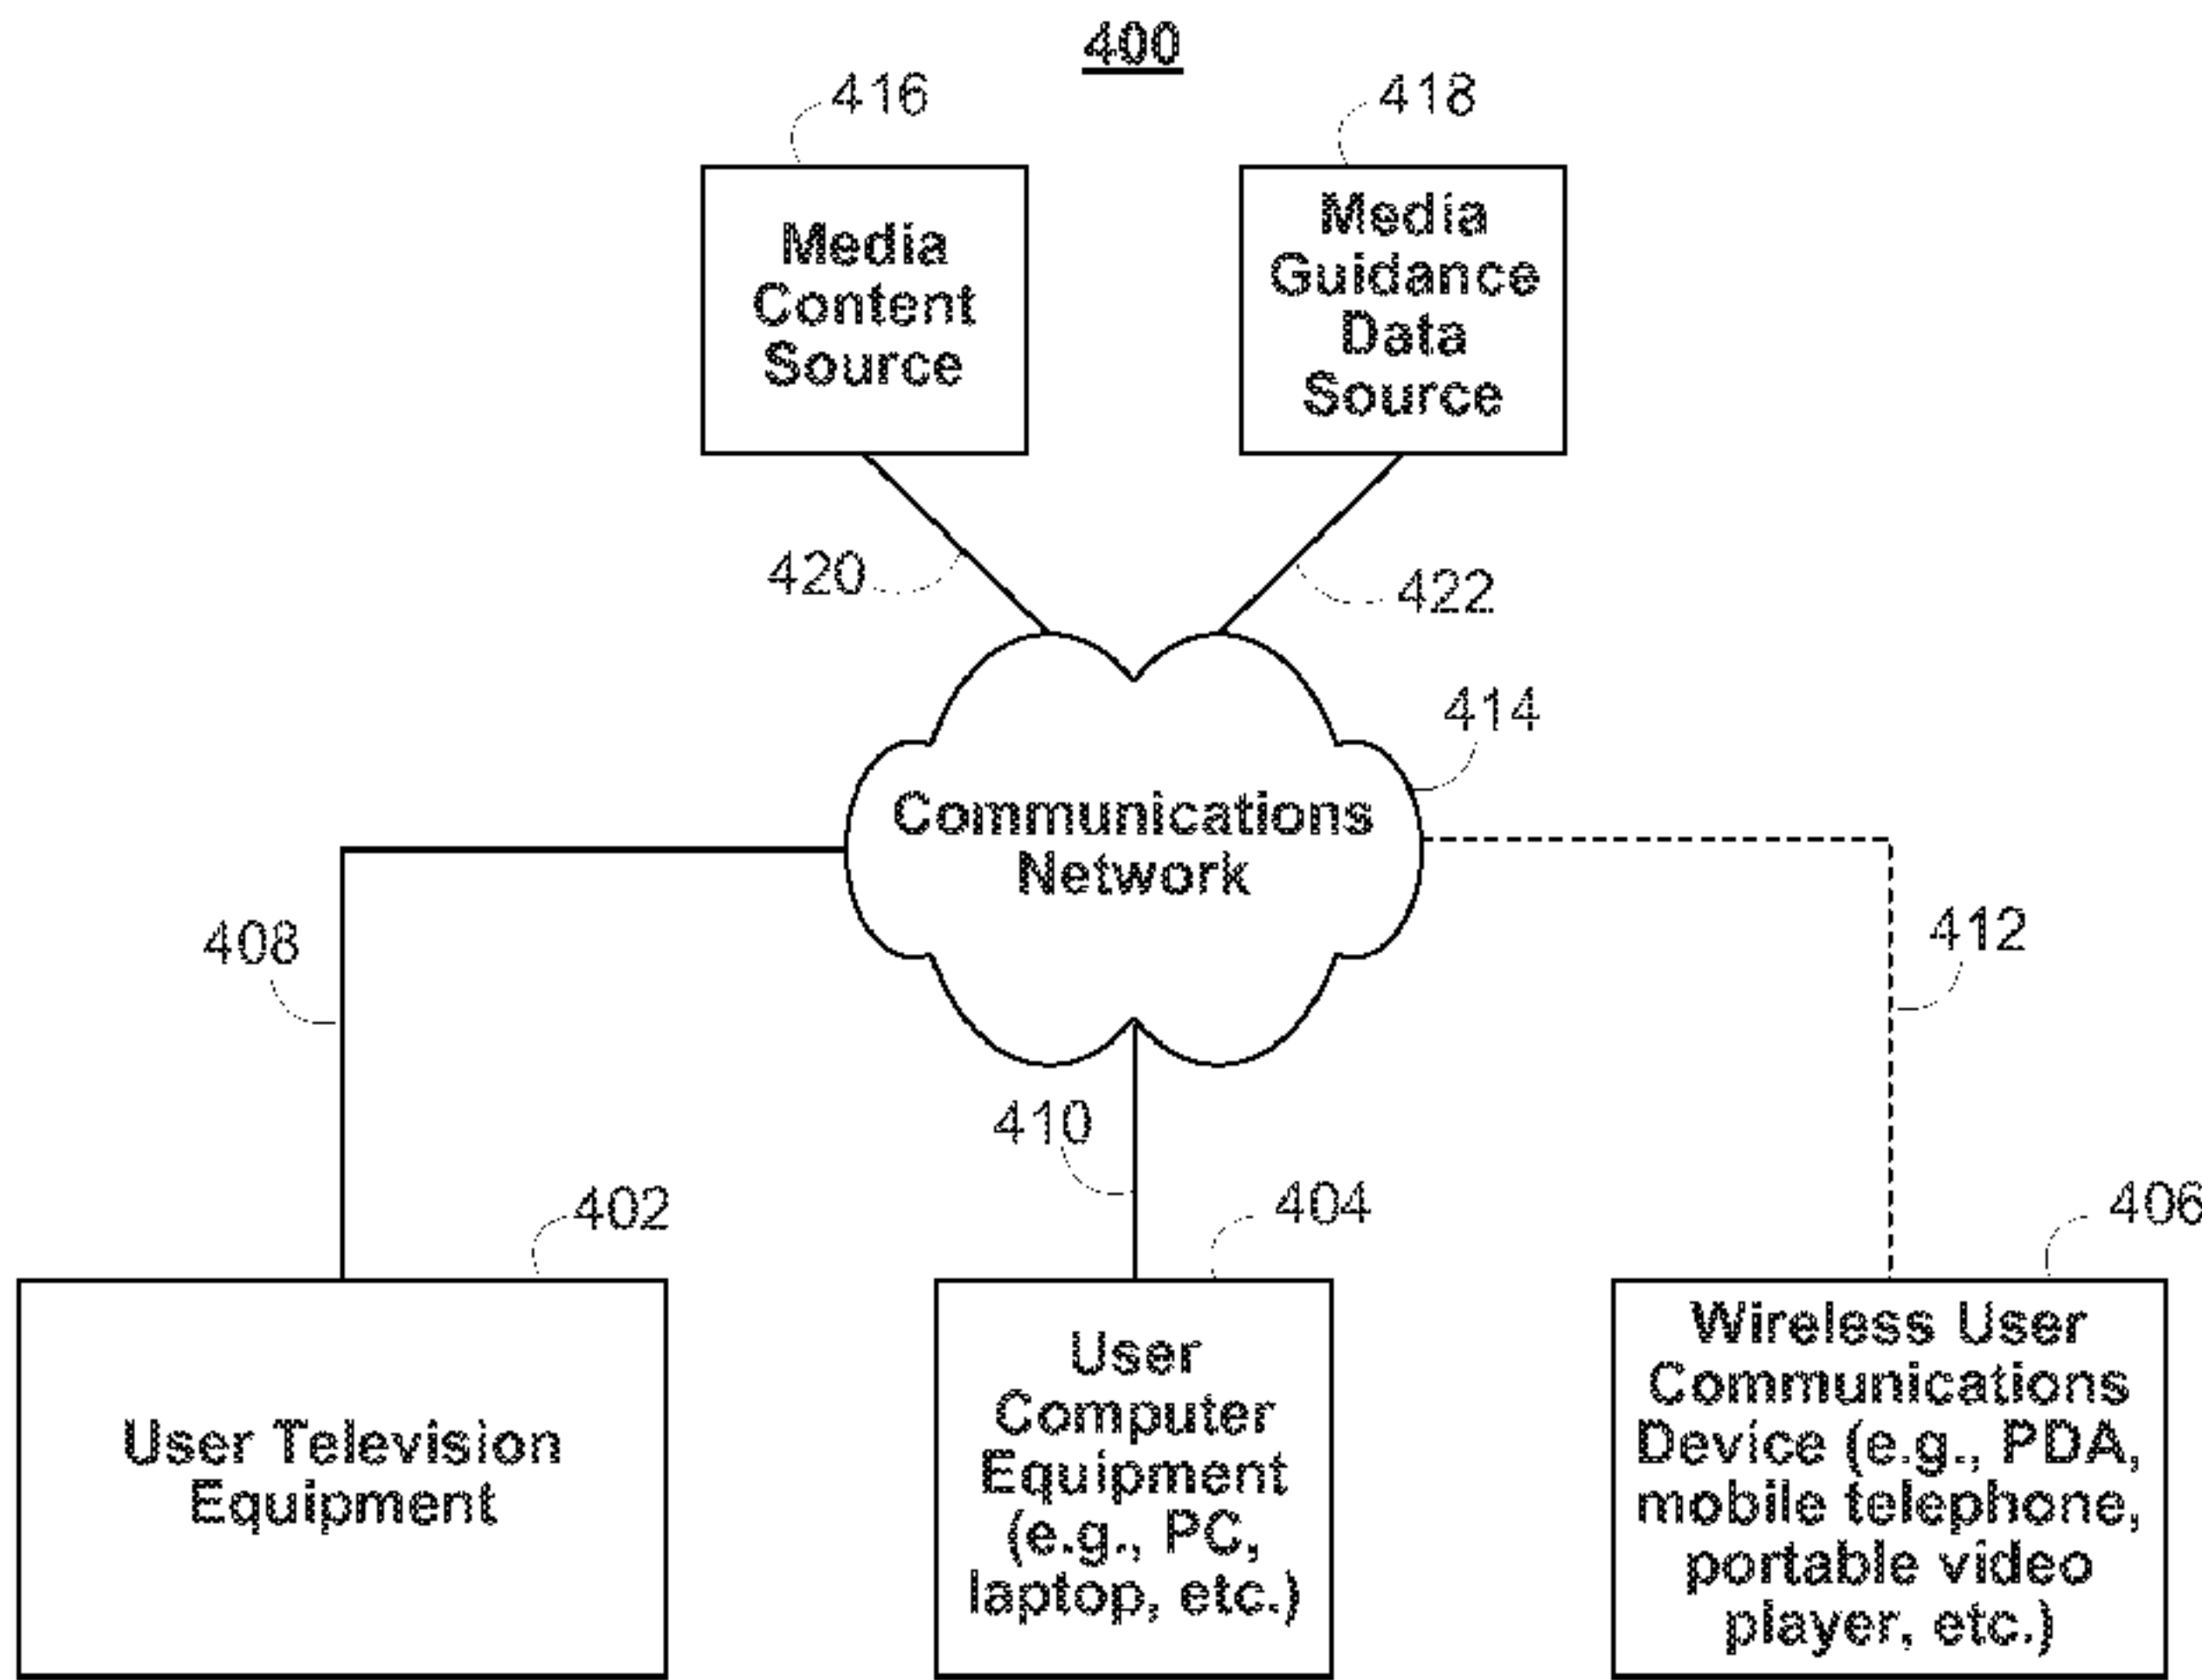 400
416
418
Media
Content
Source
Media
Guidance
Data
Source
420
422
414
Communications
Network
408
412
410
402
404
406
User Television
Equipment
User
Computer
Equipment
(e.g., PC,
laptop, etc.)
Wireless User
Communications
Device (e.g., PDA,
mobile telephone,
portable video
player, etc.)